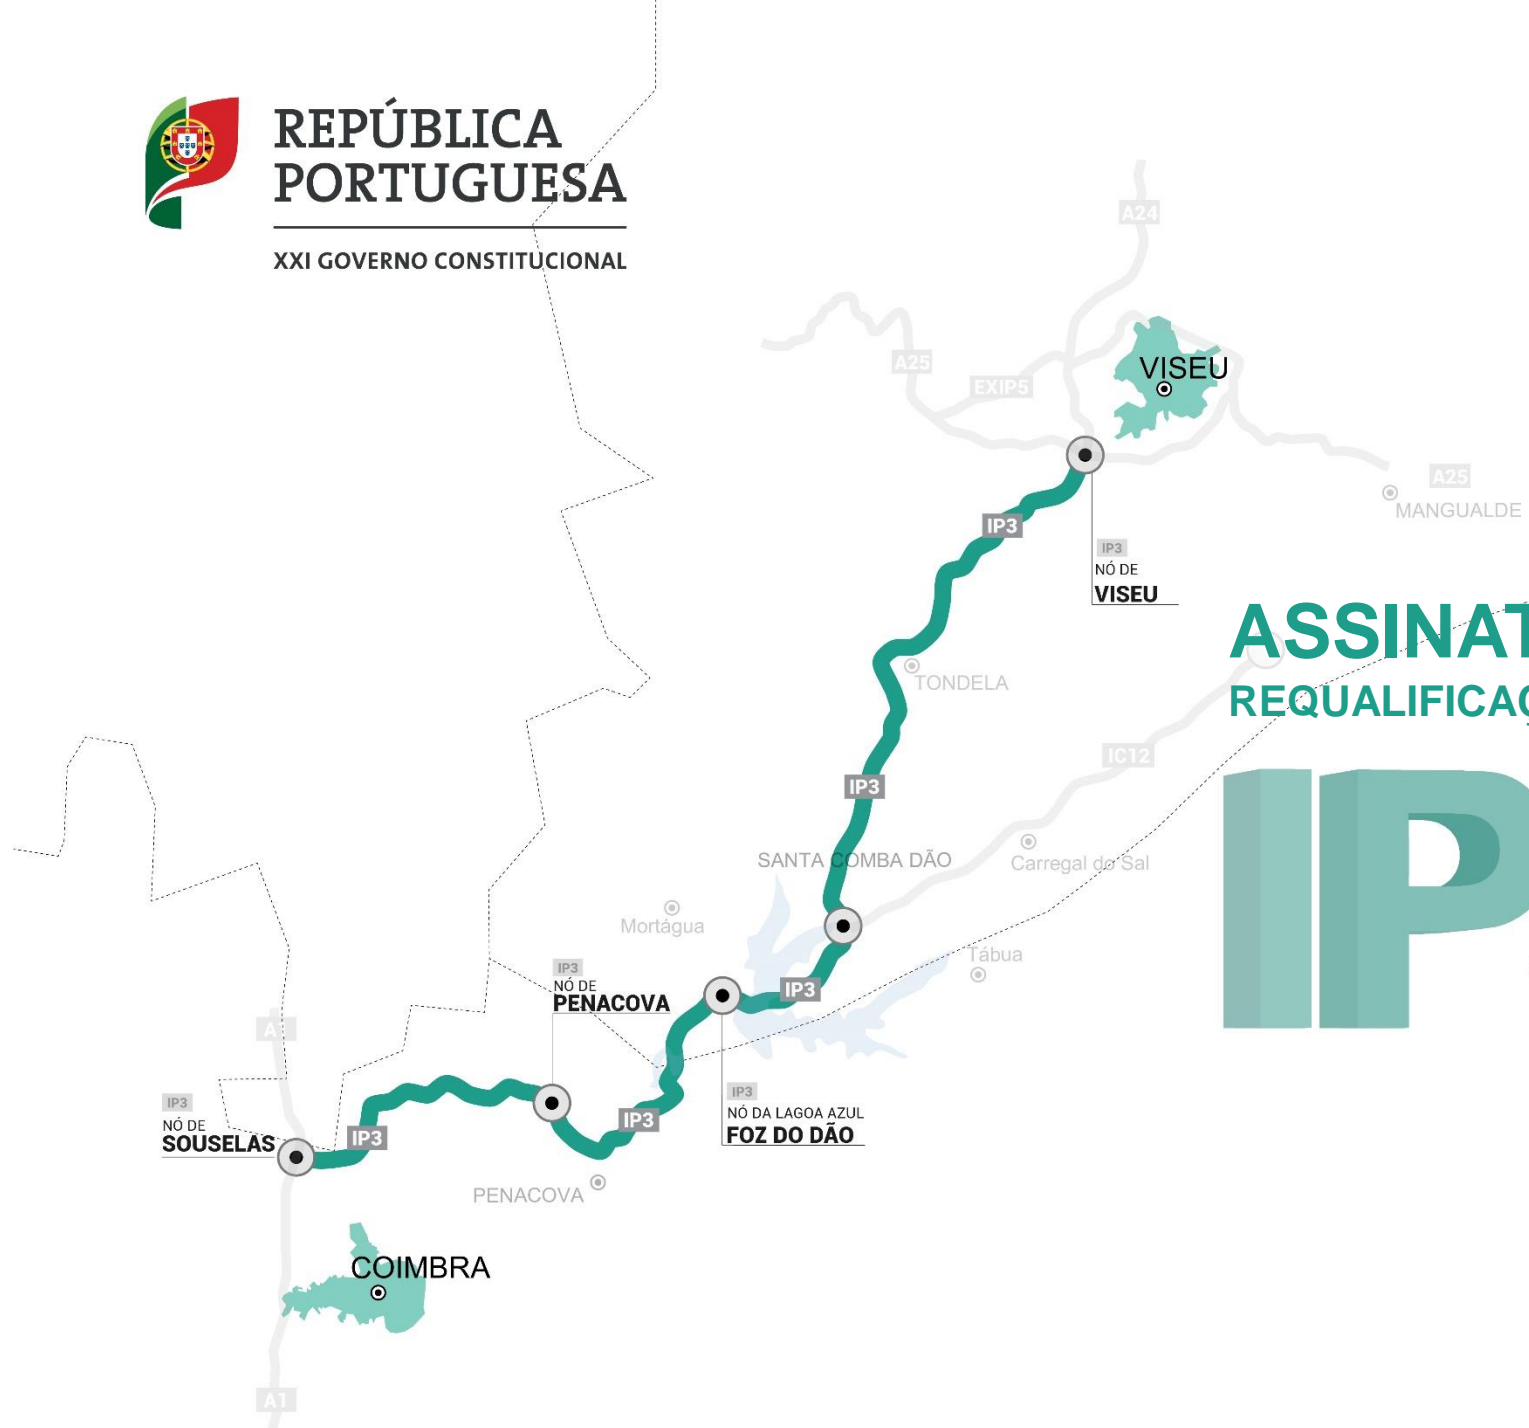 REPÚBLICA
PORTUGUESA
XXI GOVERNO CONSTITUCIONAL
A24
VISEU
A25
EXIP5
A25
MANGUALDE
IP3
IP3
NÓ DE
VISEU
ASSINAT
REQUALIFICAÇ
TONDELA
IC12
IP3
IP
SANTA COMBA DÃO
Carregal do Sal
Mortágua
Tábua
IP3
NÓ DE
PENACOVA
IP3
A1
IP3
NÓ DE
SOUSELAS
IP3
IP3
IP3
NÓ DA LAGOA AZUL
FOZ DO DÃO
PENACOVA
COIMBRA
A1